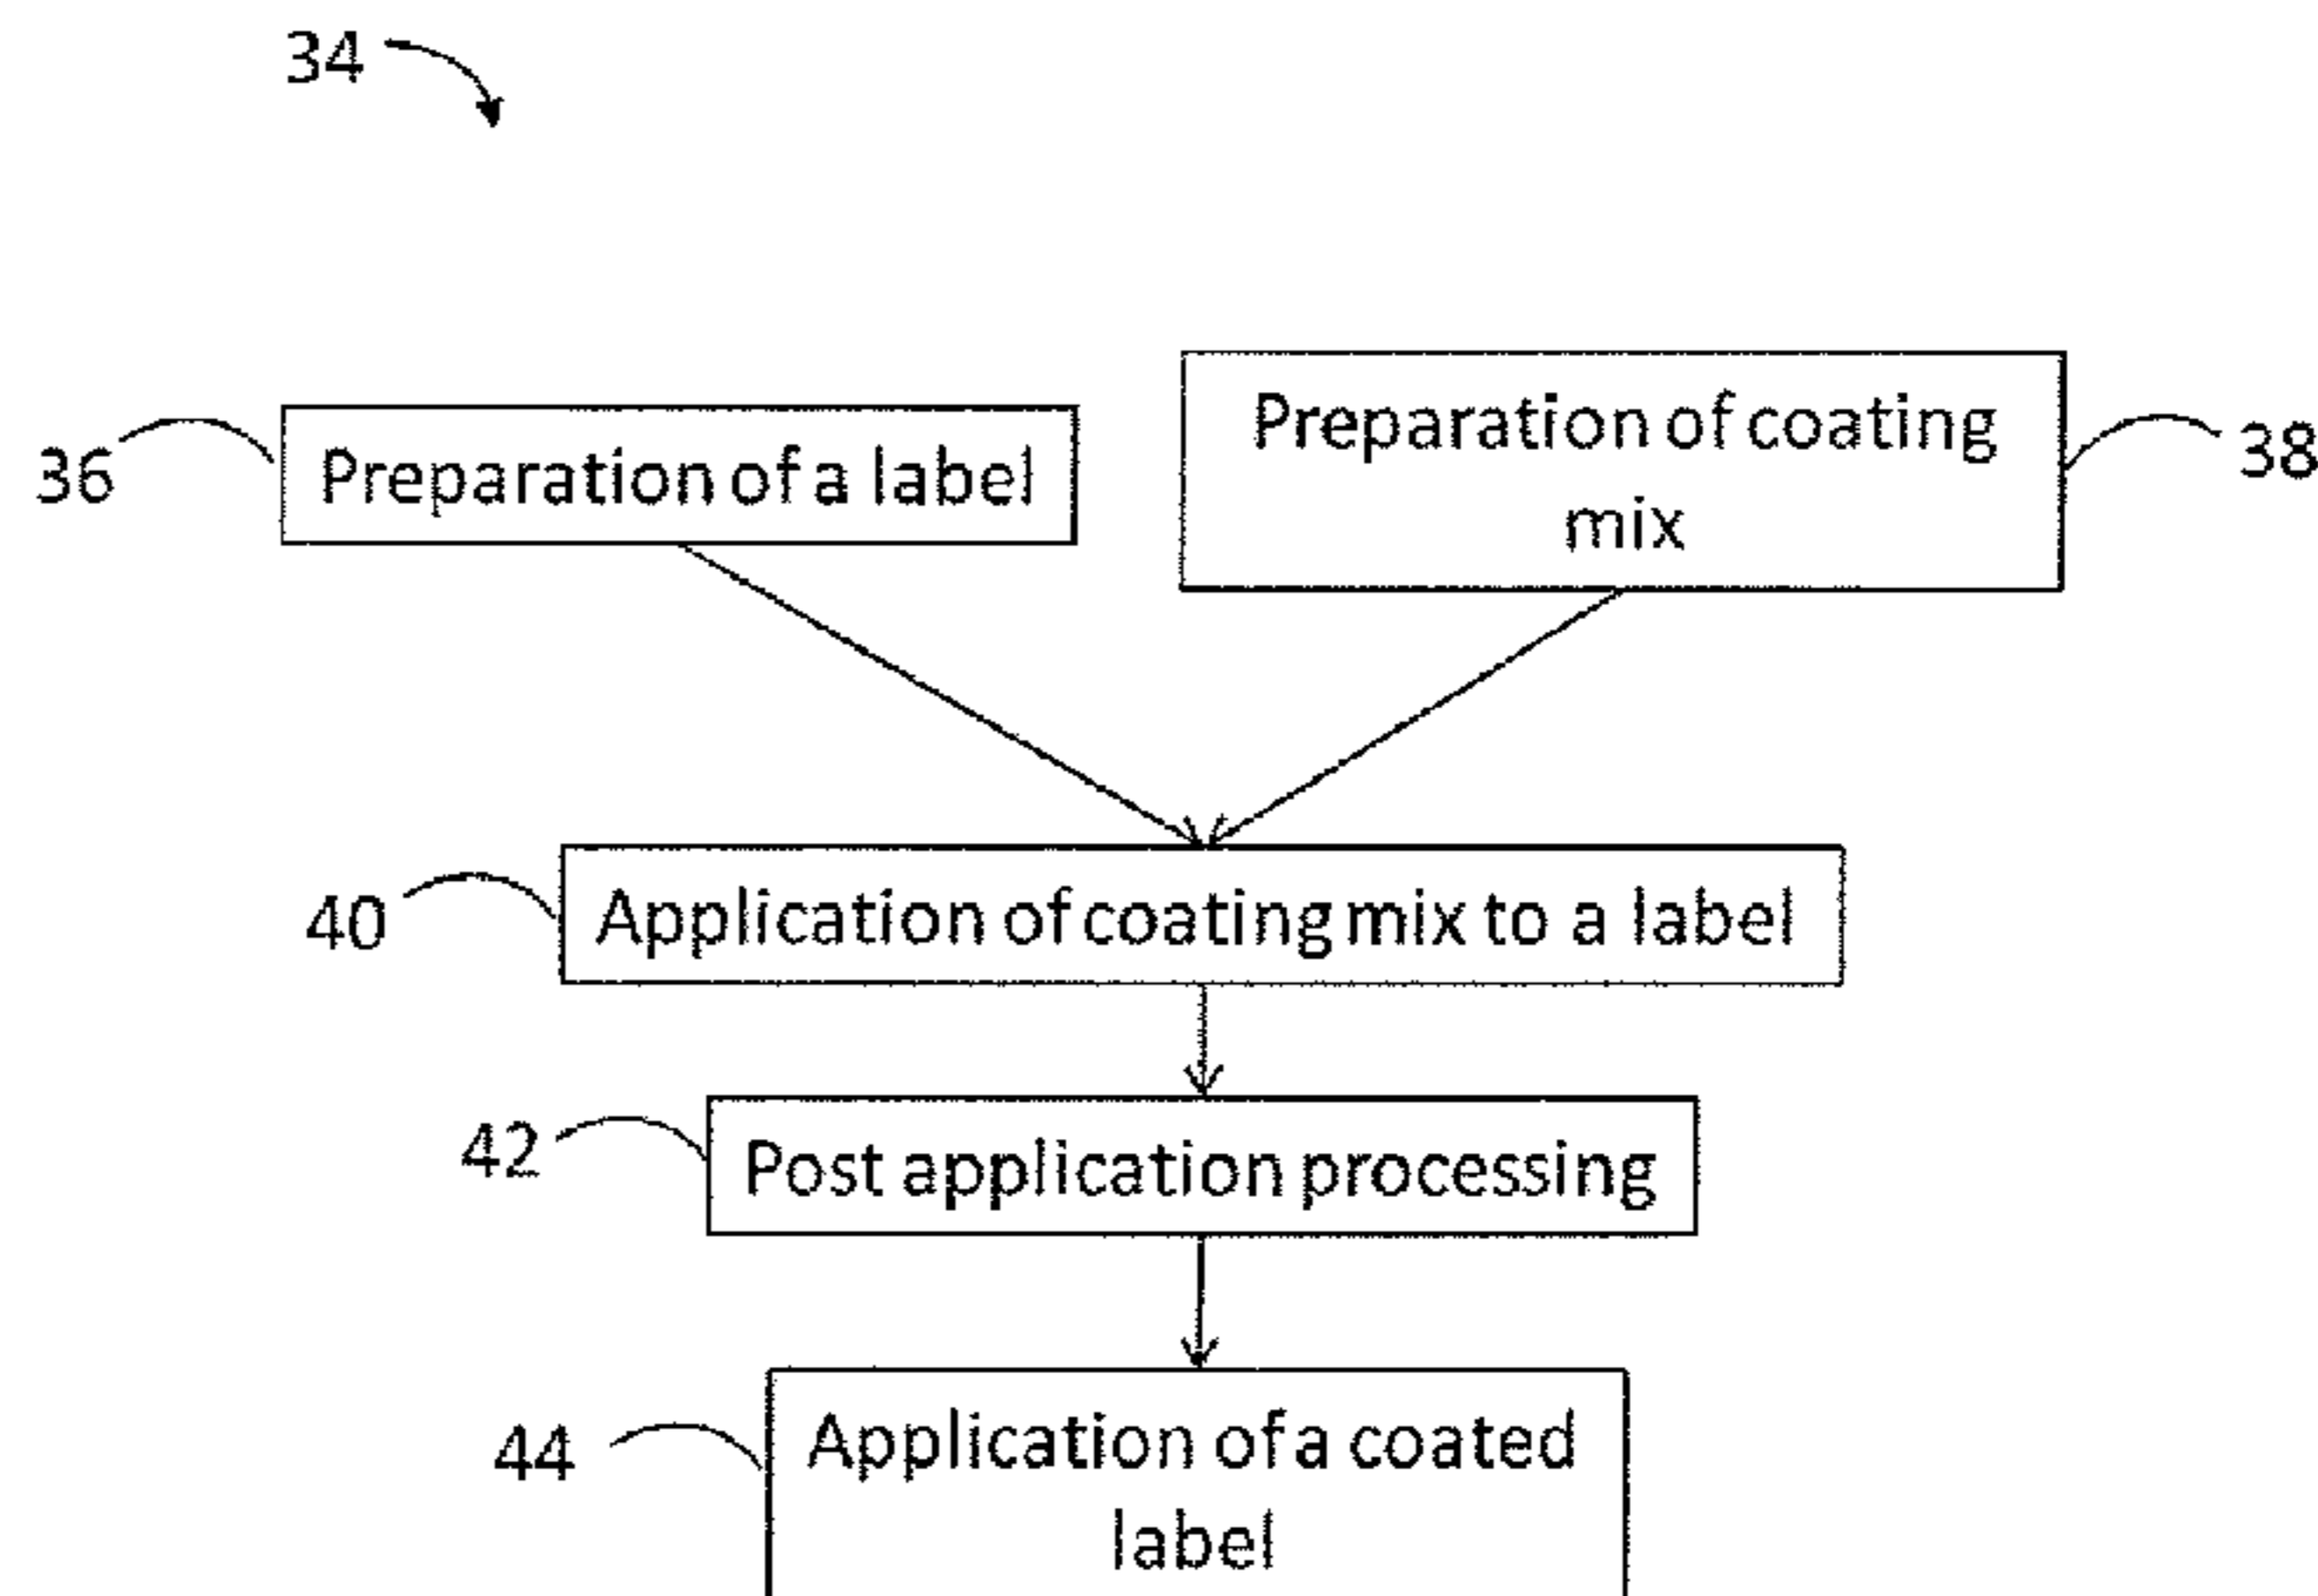 34
36
Preparation of a label
Preparation of coating
mix
38
40
Application of coating mix to a label
42
Post application processing
44
Application of a coated
label